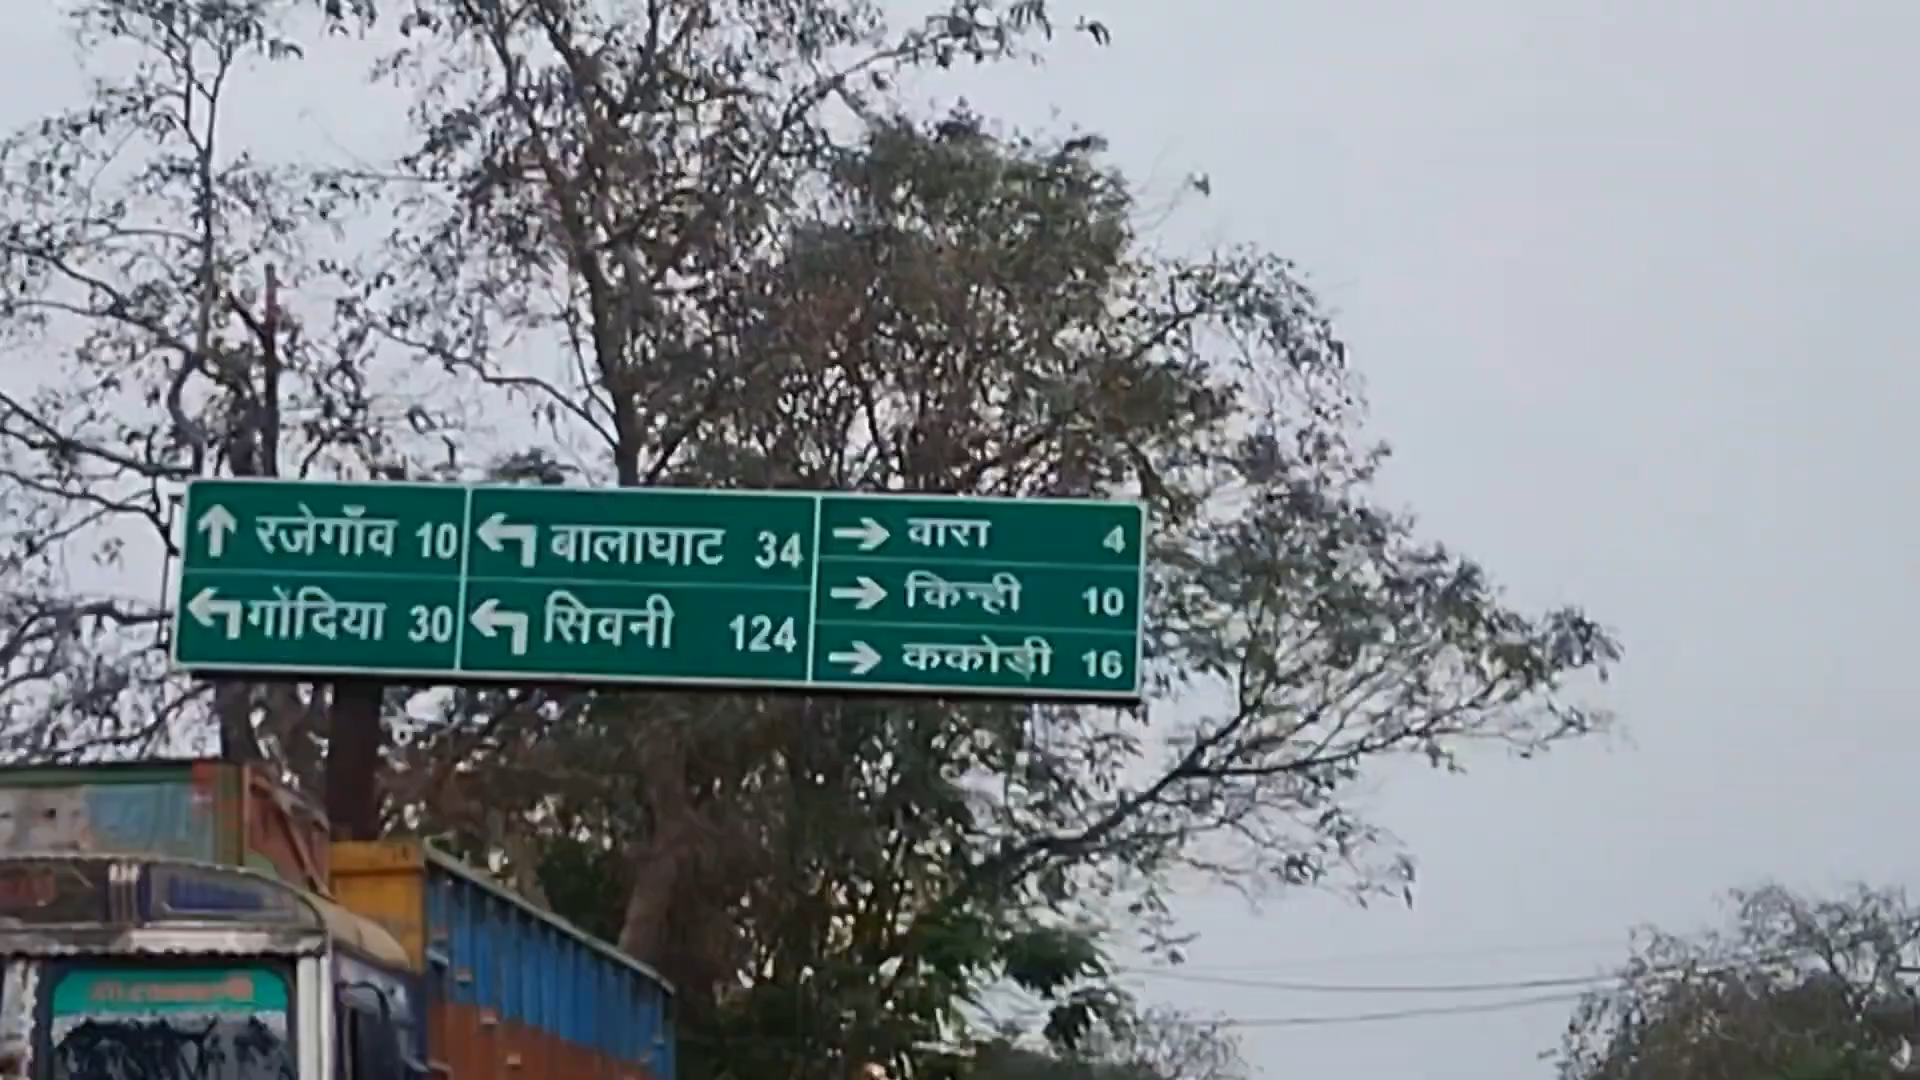 रजेगाँव 10
गोंदिया 30
बालाघाट 34
सिवनी 124
वारा 4
किन्ही 10
ककोडी 16